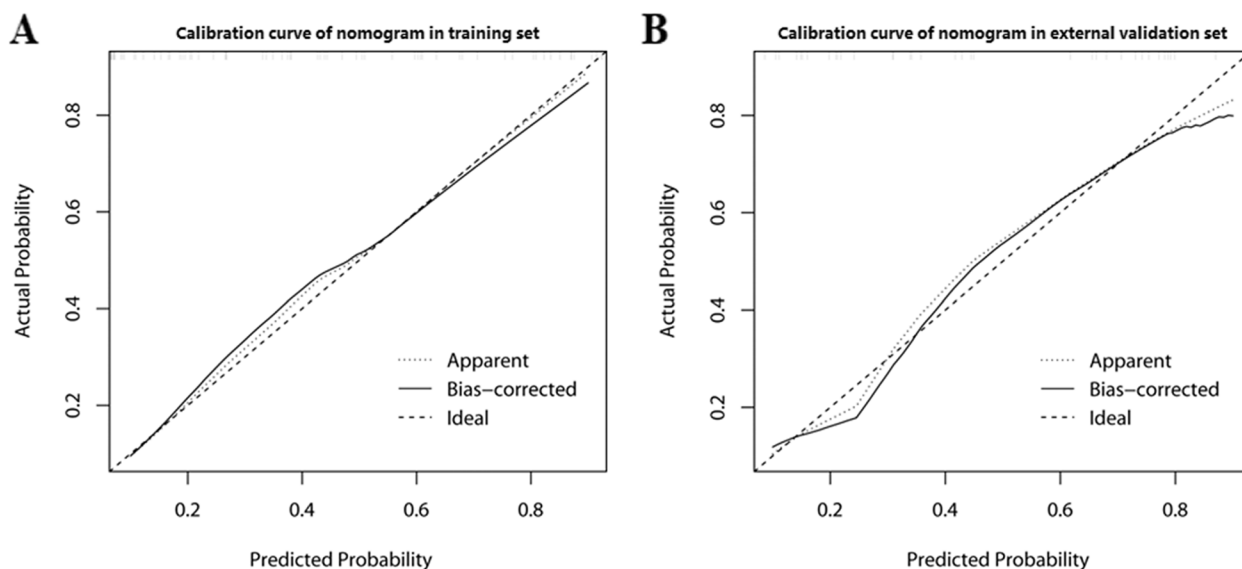 A
Calibration curve of nomogram in training set
Actual Probability
0.8
0.6
0.4
0.2
Apparent
Bias−corrected
Ideal
0.2 0.4 0.6 0.8
Predicted Probability
B
Calibration curve of nomogram in external validation set
Actual Probability
0.8
0.6
0.4
0.2
Apparent
Bias−corrected
Ideal
0.2 0.4 0.6 0.8
Predicted Probability